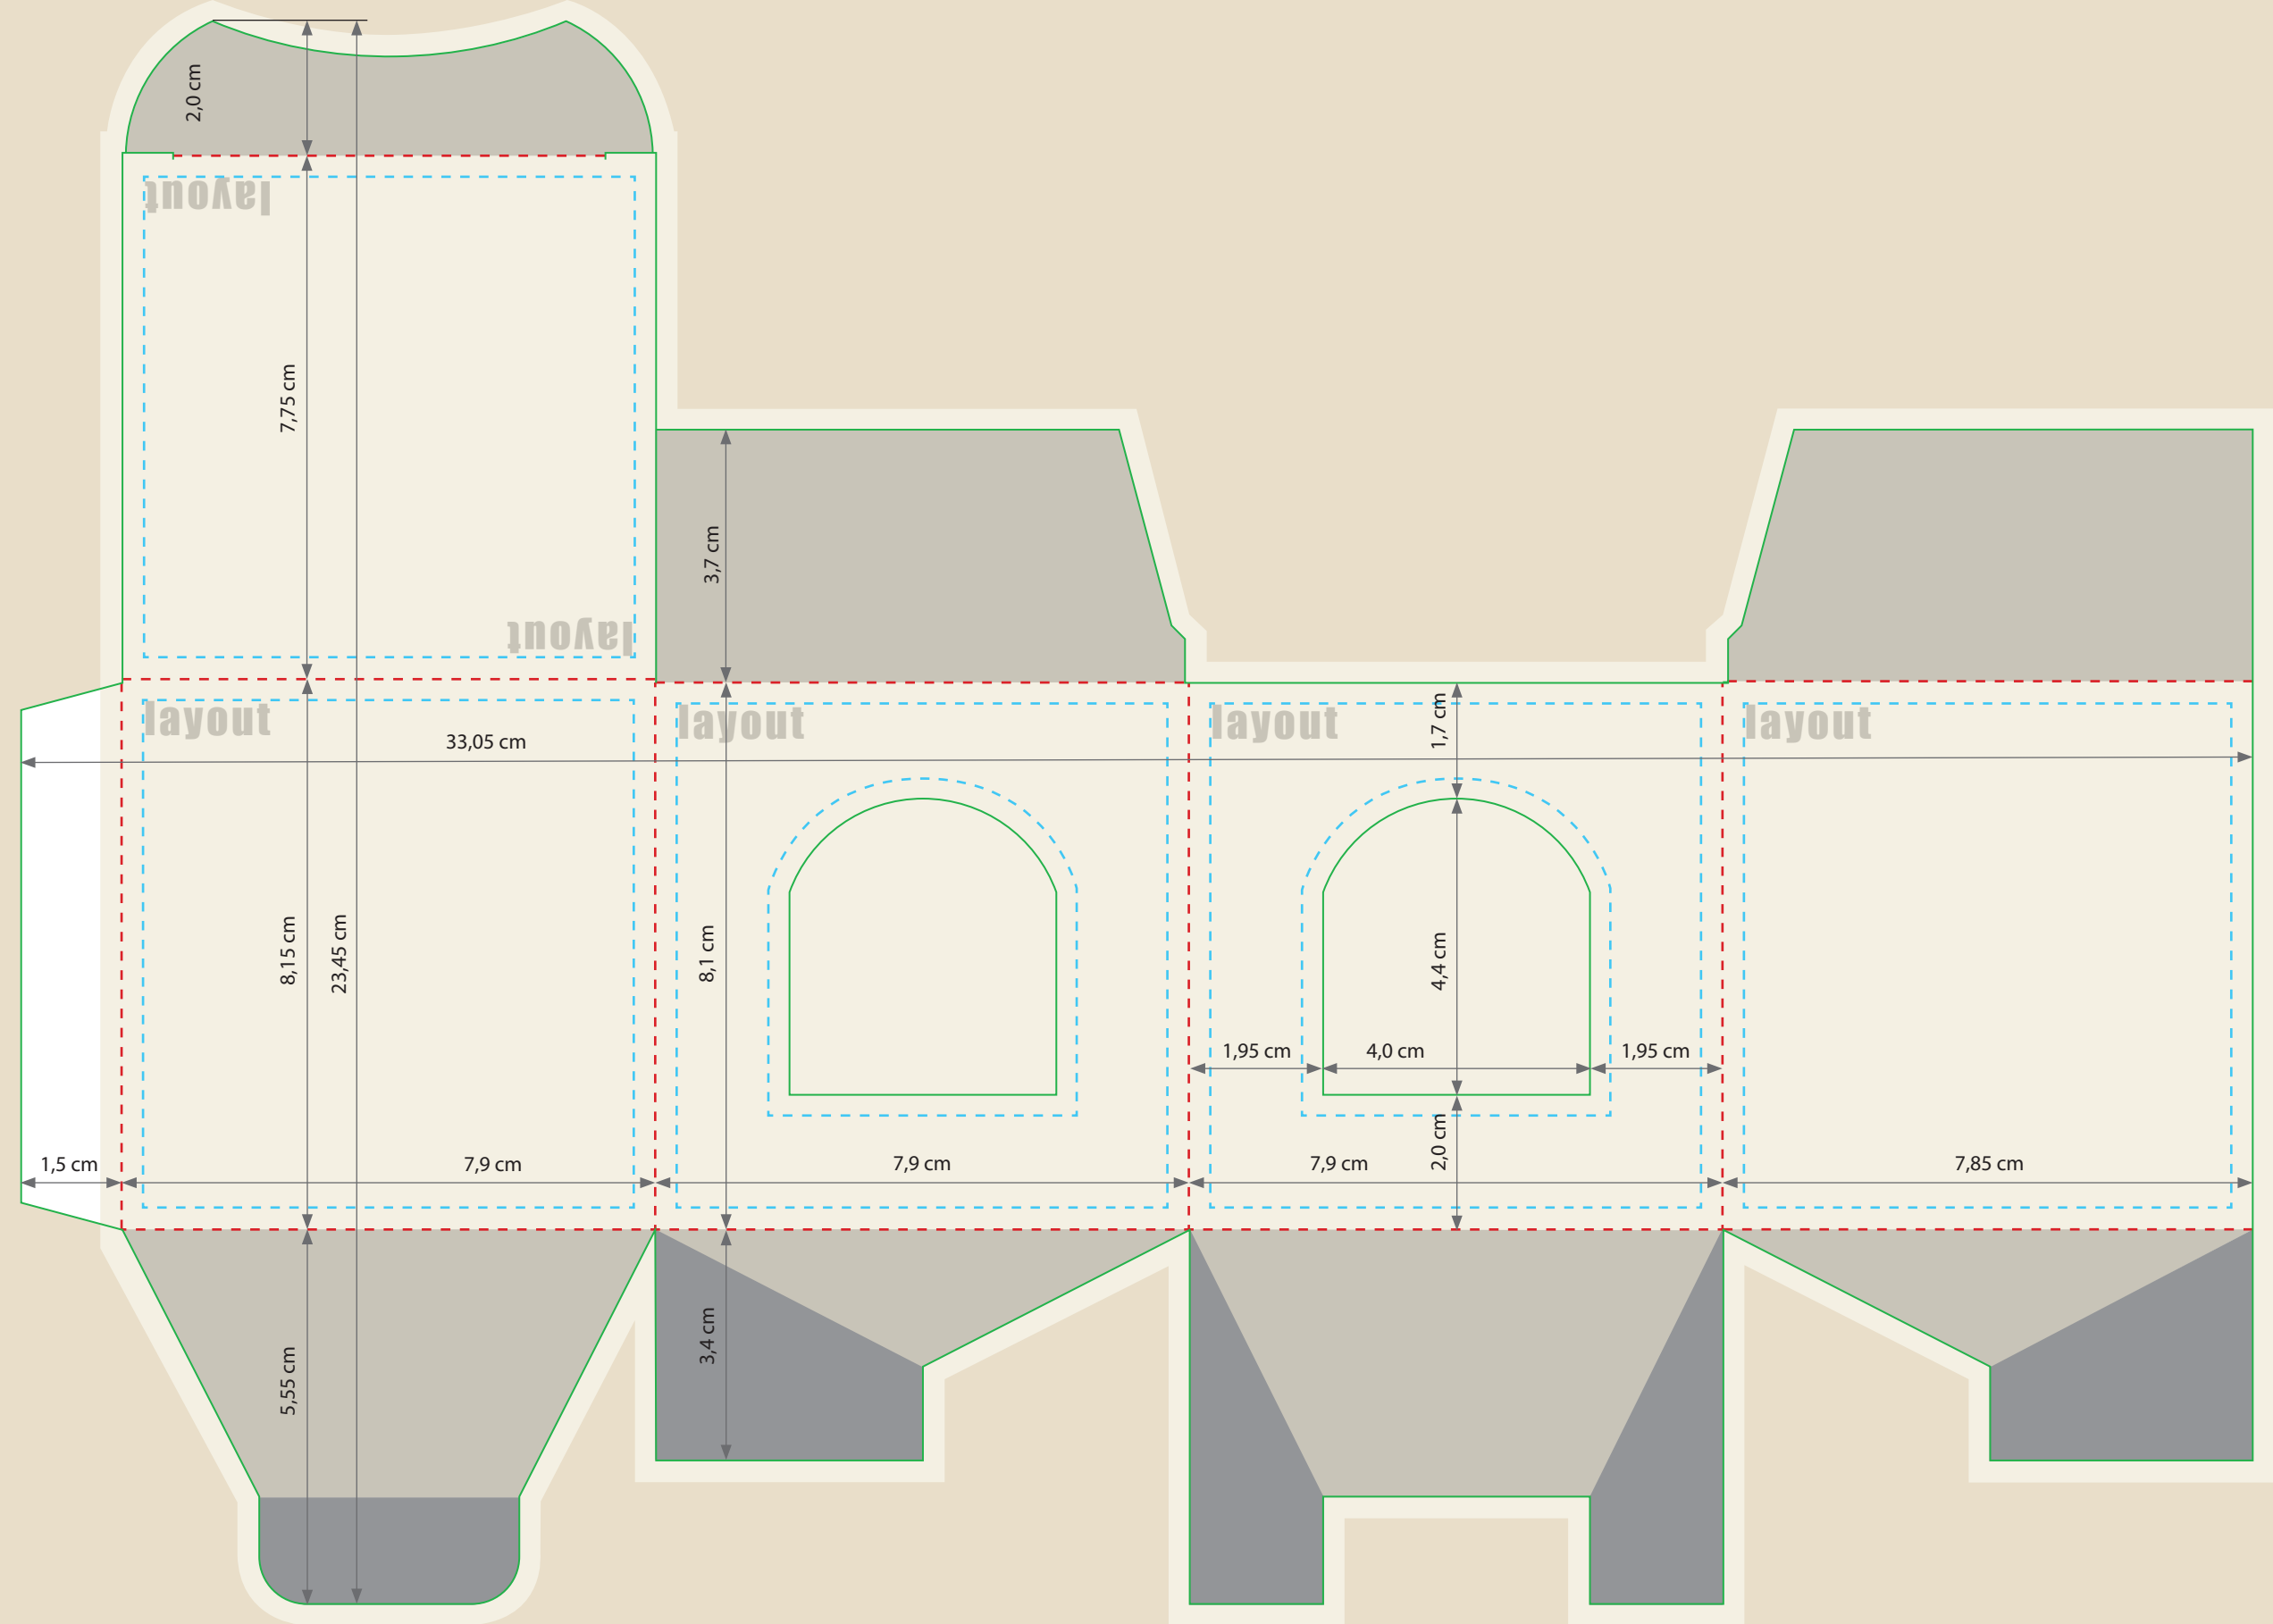 2,0 cm
layout
7,75 cm
3,7 cm
layout
layout
layout
layout
1,7 cm
layout
33,05 cm
8,15 cm
23,45 cm
8,1 cm
4,4 cm
1,95 cm
4,0 cm
1,95 cm
2,0 cm
1,5 cm
7,9 cm
7,9 cm
7,9 cm
7,85 cm
3,4 cm
5,55 cm